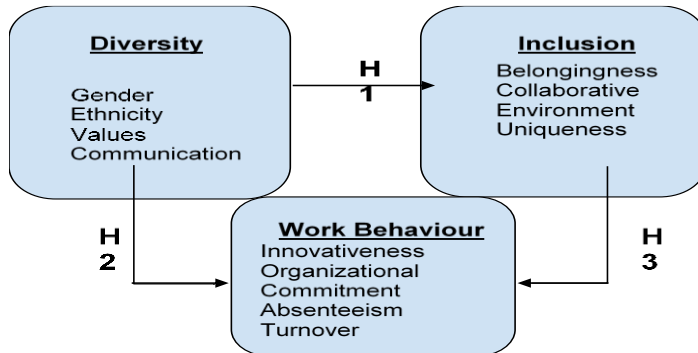 Diversity
Gender
Ethnicity
Values
Communication
H
1
Inclusion
Belongingness
Collaborative
Environment
Uniqueness
H
2
Work Behaviour
Innovativeness
Organizational
Commitment
Absenteeism
Turnover
H
3